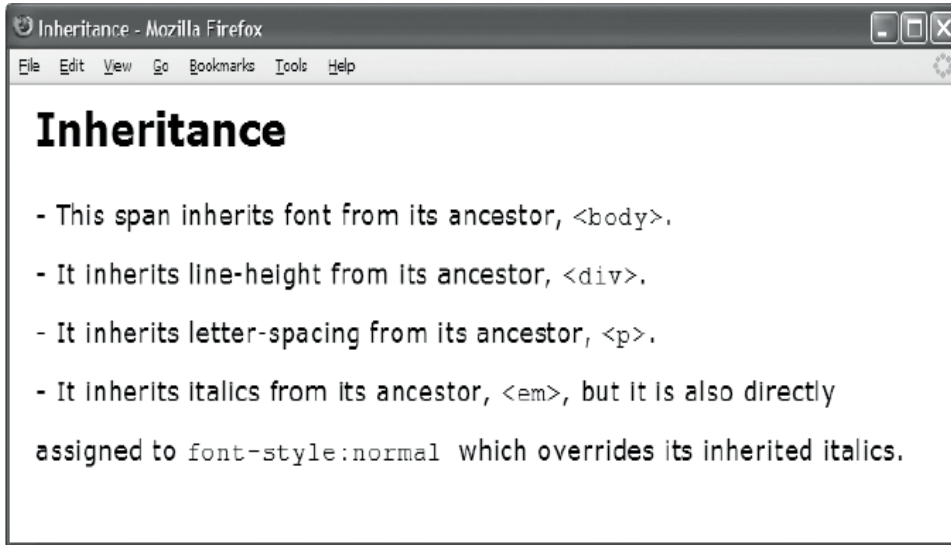 Inheritance - Mozilla Firefox
File Edit View Go Bookmarks Tools Help
Inheritance
- This span inherits font from its ancestor, <body>.
- It inherits line-height from its ancestor, <div>.
- It inherits letter-spacing from its ancestor, <p>.
- It inherits italics from its ancestor, <em>, but it is also directly
assigned to font-style:normal which overrides its inherited italics.